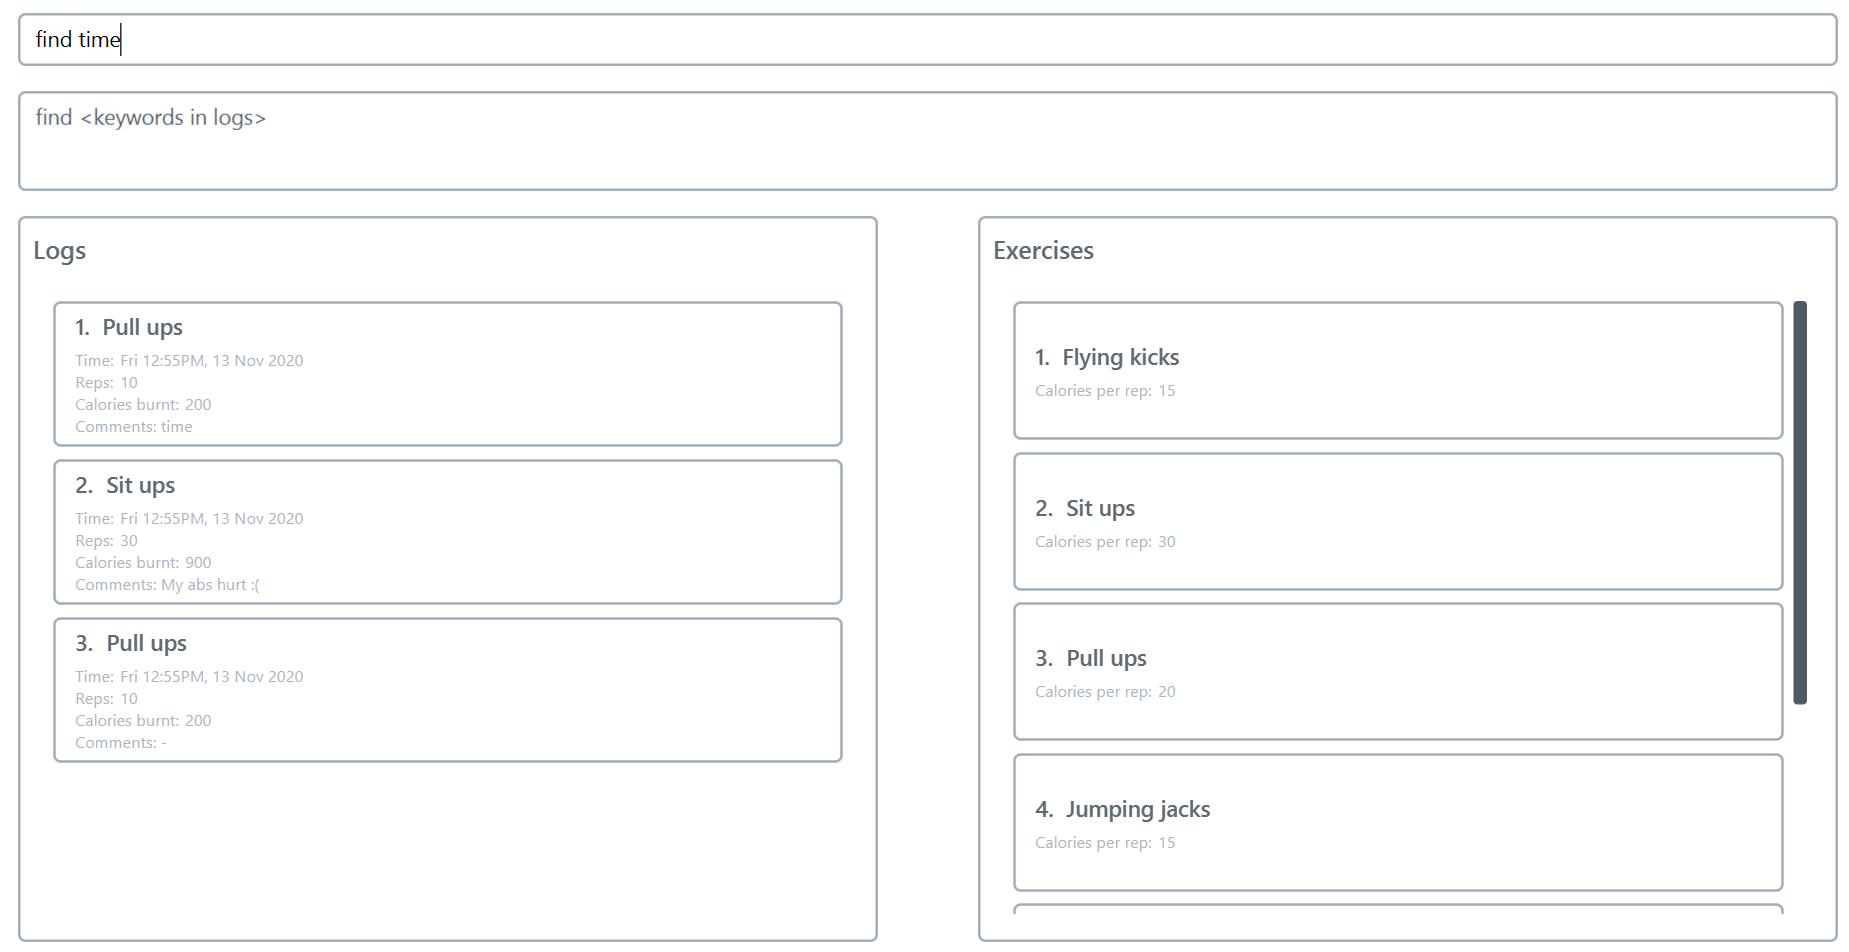 find time
find <keywords in logs>
Logs
1. Pull ups
Time: Fri 12:55PM, 13 Nov 2020
Reps: 10
Calories burnt: 200
Comments: time
2. Sit ups
Time: Fri 12:55PM, 13 Nov 2020
Reps: 30
Calories burnt: 900
Comments: My abs hurt :(
3. Pull ups
Time: Fri 12:55PM, 13 Nov 2020
Reps: 10
Calories burnt: 200
Comments: -
Exercises
1. Flying kicks
Calories per rep: 15
2. Sit ups
Calories per rep: 30
3. Pull ups
Calories per rep: 20
4. Jumping jacks
Calories per rep: 15